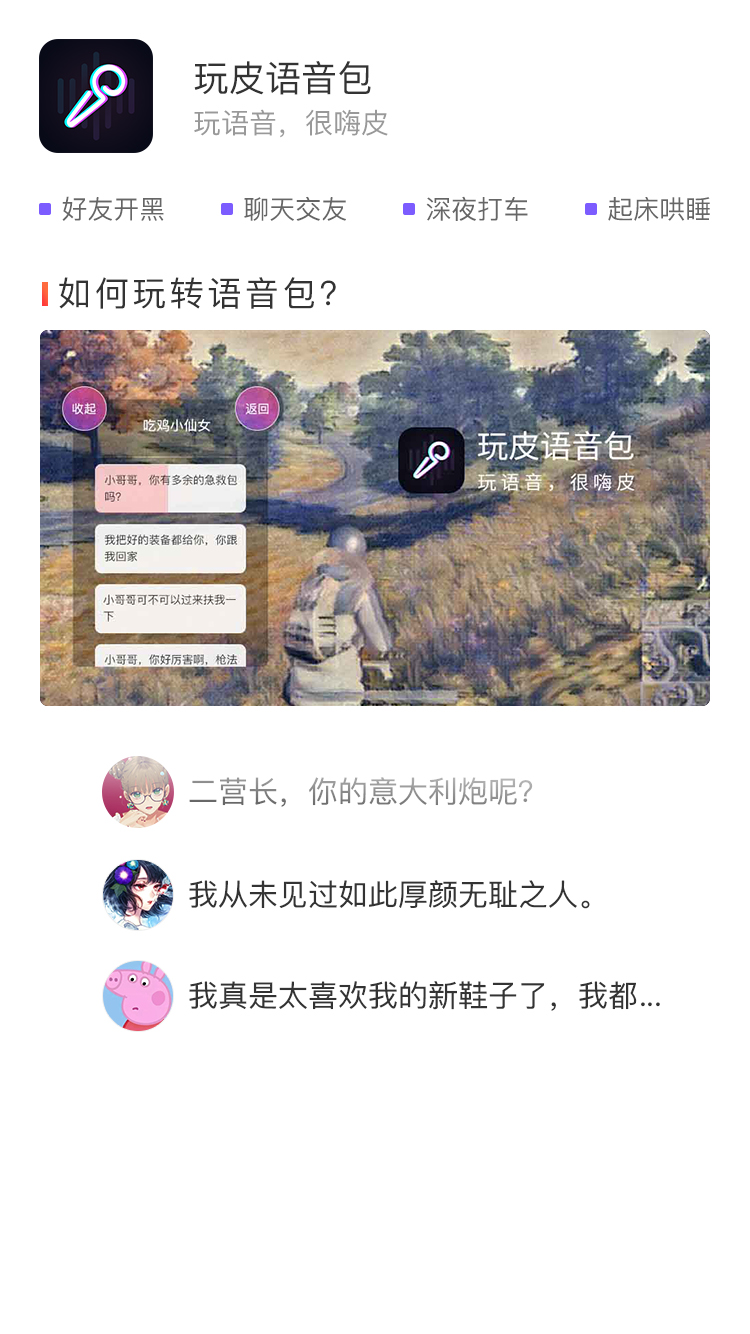 玩皮语音包
玩语音，很嗨皮
好友开黑
聊天交友
深夜打车
起床哄睡
如何玩转语音包？
收起
返回
吃鸡小仙女
小哥哥，你有多余的急救包
吗?
我把好的装备都给你，你跟
我回家
小哥哥可不可以过来扶我一
下
小哥哥，你好厉害啊，枪法
玩皮语音包
玩语音，很嗨皮
二营长，你的意大利炮呢？
我从未见过如此厚颜无耻之人。
我真是太喜欢我的新鞋子了，我都...